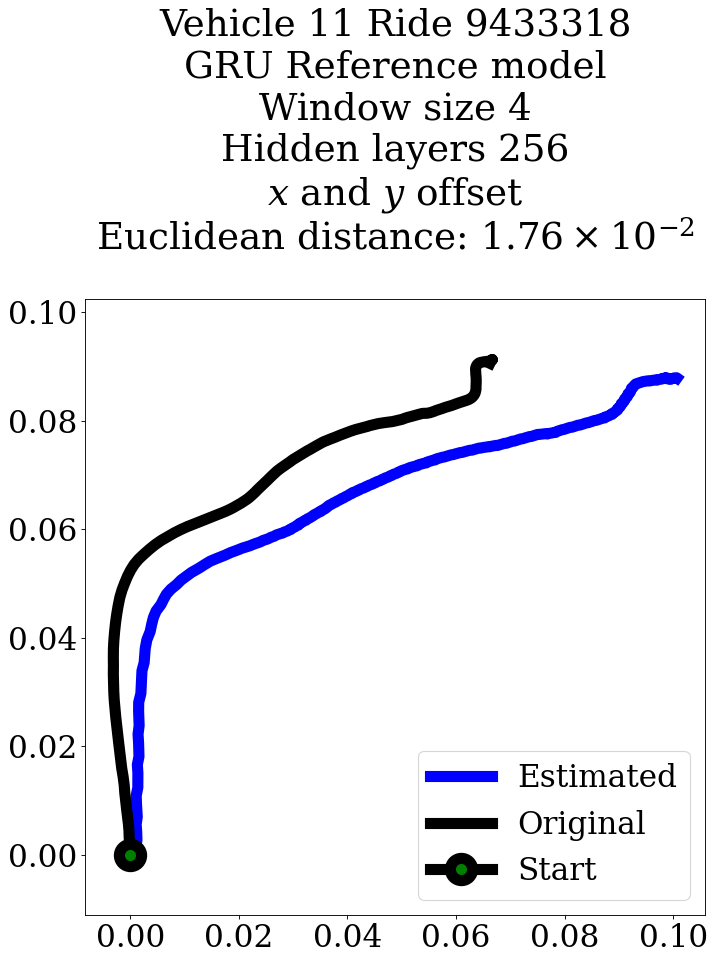 Vehicle 11 Ride 9433318
GRU Reference model
Window size 4
Hidden layers 256
x and y offset
Euclidean distance: 1.76 × 10⁻²
0.10
0.08
0.06
0.04
0.02
0.00
Estimated
Original
Start
0.00 0.02 0.04 0.06 0.08 0.10